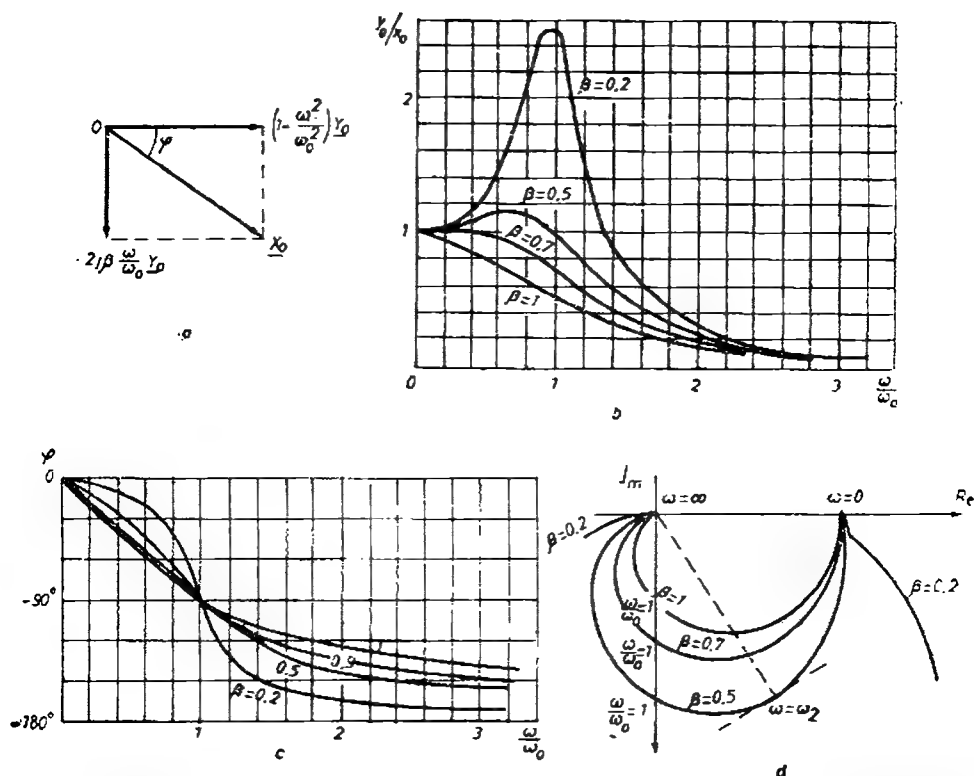 0
φ
(1 - ω²/ω₀²) Y₀
X₀
-2jβ ω/ω₀ Y₀
a
Y₀/X₀
2
1
β=0.2
β=0.5
β=0.7
β=1
0
1
2
3
ω/ω₀
b
φ
0
-90°
-180°
1
0.9
0.5
β=0.2
1
2
3
ω/ω₀
c
Jm
ω=∞
ω=0
Re
β=0.2
β=0.2
β=1
ω/ω₀=1
β=0.7
ω/ω₀=1
β=0.5
ω/ω₀=1
ω=ω₂
d